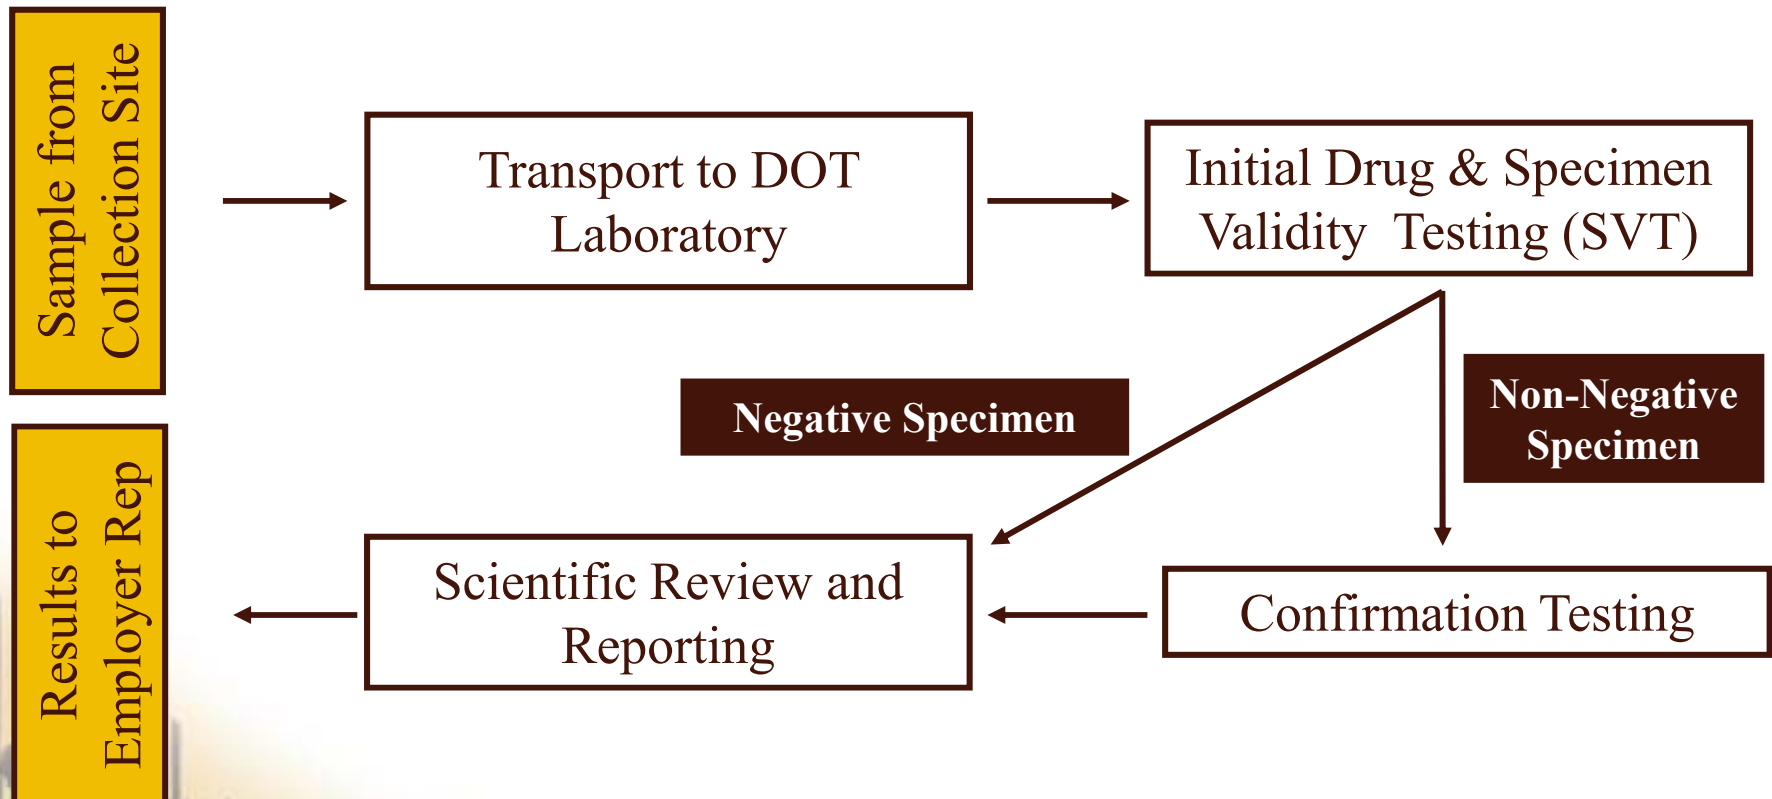 Sample from
Collection Site
Transport to DOT
Laboratory
Initial Drug & Specimen
Validity Testing (SVT)
Negative Specimen
Non-Negative
Specimen
Results to
Employer Rep
Scientific Review and
Reporting
Confirmation Testing